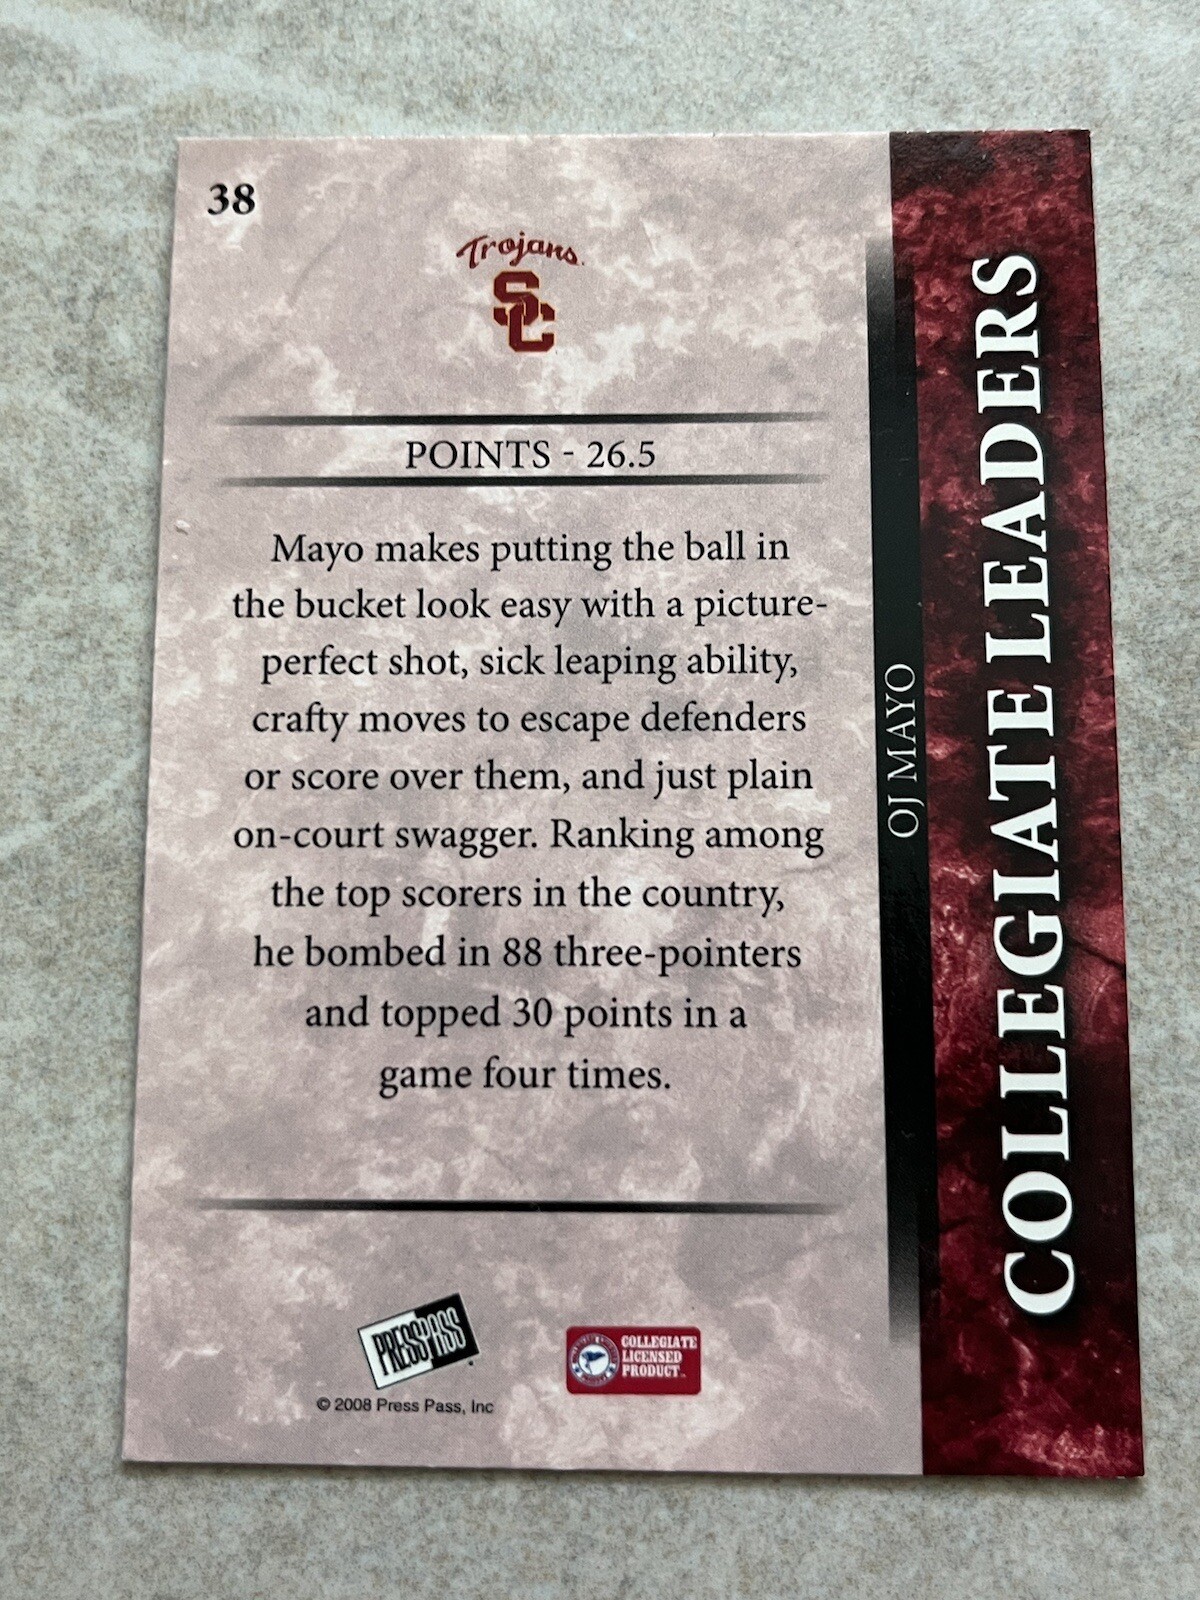 38
Trojans
SC
POINTS - 26.5
Mayo makes putting the ball in
the bucket look easy with a picture-
perfect shot, sick leaping ability,
crafty moves to escape defenders
or score over them, and just plain
on-court swagger. Ranking among
the top scorers in the country,
he bombed in 88 three-pointers
and topped 30 points in a
game four times.
PRESS PASS
© 2008 Press Pass, Inc
COLLEGIATE
LICENSED
PRODUCT™
OJ MAYO
COLLEGIATE LEADERS